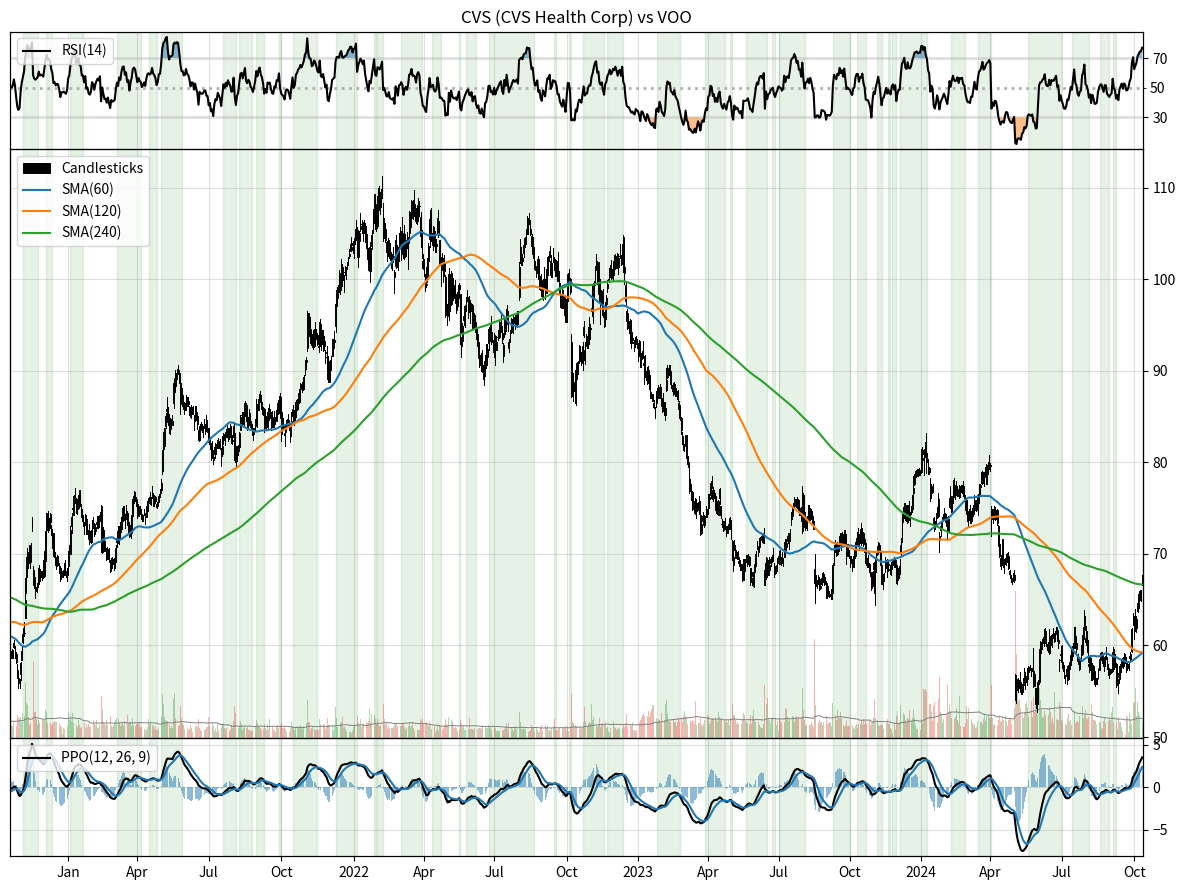 CVS (CVS Health Corp) vs VOO
RSI(14)
70
50
30
Candlesticks
SMA(60)
SMA(120)
SMA(240)
110
100
90
80
70
60
50
PPO(12, 26, 9)
5
0
−5
Jan Apr Jul Oct 2022 Apr Jul Oct 2023 Apr Jul Oct 2024 Apr Jul Oct